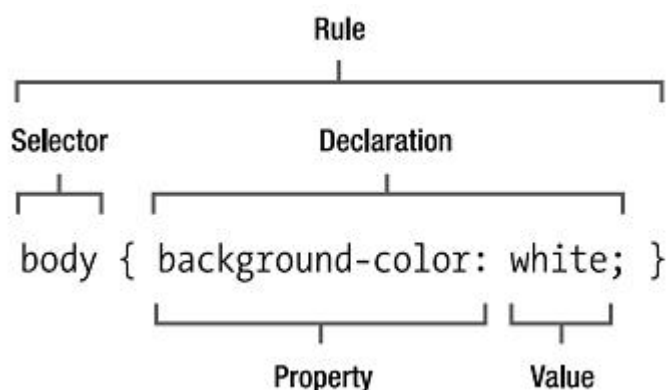 Rule
Selector Declaration
body { background-color: white; }
Property Value